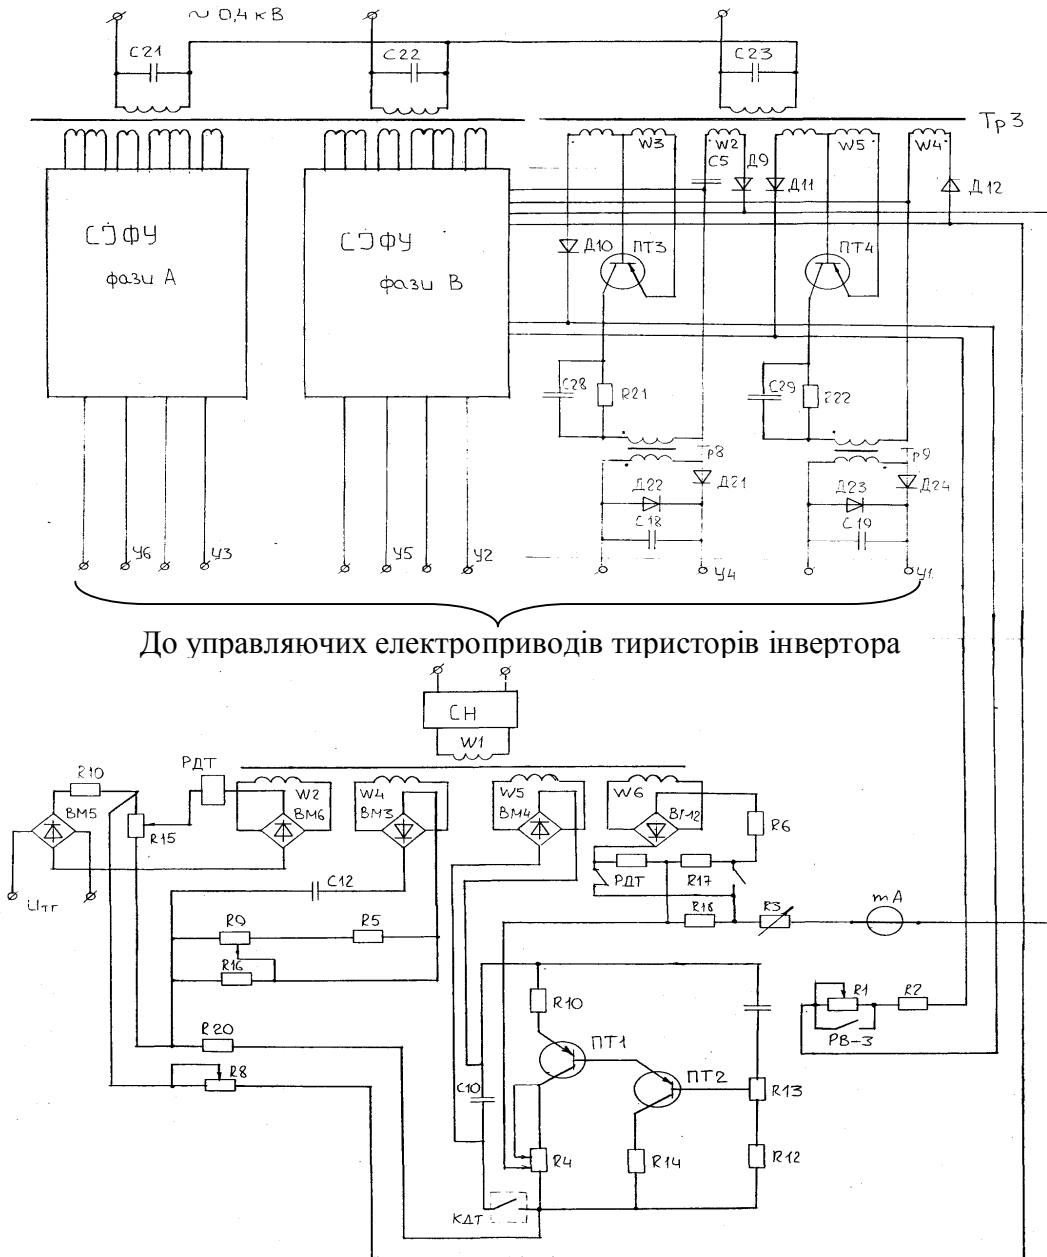 ~ 0,4 кВ
C21
C22
C23
Тр3
W3
W2
W5
W4
C5
Д9
Д11
Д12
СІФУ
фази А
СІФУ
фази В
Д10
ПТ3
ПТ4
C28
R21
C29
R22
Тр8
Тр9
Д22
Д21
Д23
Д24
C18
C19
У6
У3
У5
У2
У4
У1
До управляючих електроприводів тиристорів інвертора
СН
W1
R10
РДТ
W2
W4
W5
W6
ВМ5
ВМ6
ВМ3
ВМ4
ВМ2
R15
R6
C12
РДТ
R17
Uтг
R9
R5
R18
R3
mA
R16
R10
R1
R2
РВ-3
R20
ПТ1
R8
C10
ПТ2
R13
R4
R14
R12
КДТ